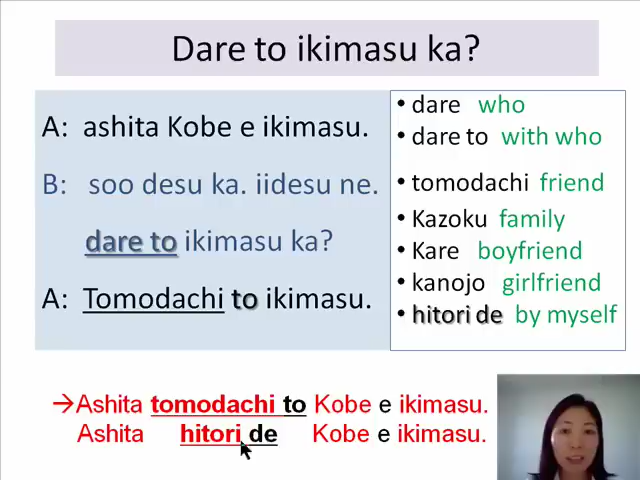 Dare to ikimasu ka?
A: ashita Kobe e ikimasu.
B: soo desu ka. iidesu ne.
dare to ikimasu ka?
A: Tomodachi to ikimasu.
• dare who
• dare to with who
• tomodachi friend
• Kazoku family
• Kare boyfriend
• kanojo girlfriend
• hitori de by myself
→Ashita tomodachi to Kobe e ikimasu.
Ashita hitori de Kobe e ikimasu.